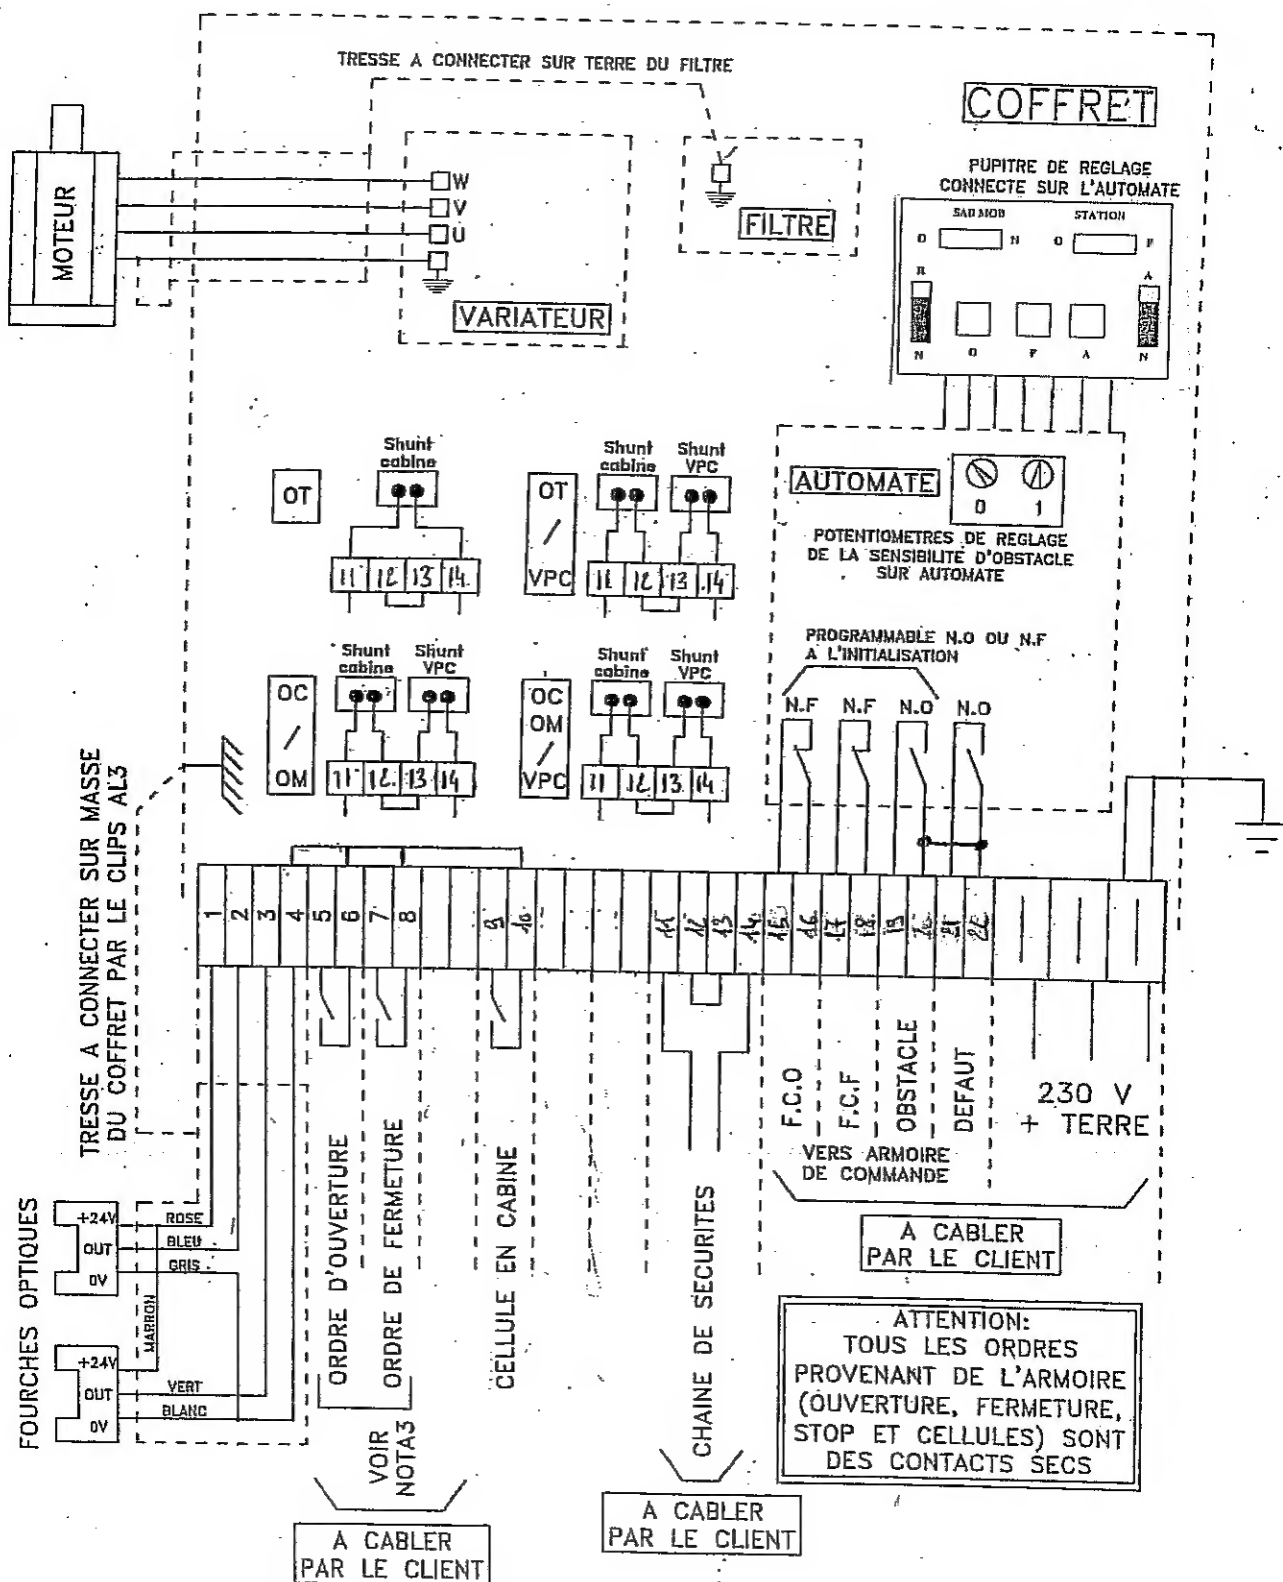 TRESSE A CONNECTER SUR TERRE DU FILTRE
COFFRET
MOTEUR
W
V
U
VARIATEUR
FILTRE
PUPITRE DE REGLAGE
CONNECTE SUR L'AUTOMATE
SAD MOD
STATION
O N O F
R A
N O F A N
OT
Shunt
cabine
11 12 13 14
OT
/
VPC
Shunt
cabine
Shunt
VPC
11 12 13 14
AUTOMATE
0 1
POTENTIOMETRES DE REGLAGE
DE LA SENSIBILITE D'OBSTACLE
SUR AUTOMATE
OC
/
OM
Shunt
cabine
Shunt
VPC
11 12 13 14
OC
OM
/
VPC
Shunt
cabine
Shunt
VPC
11 12 13 14
PROGRAMMABLE N.O OU N.F
A L'INITIALISATION
N.F N.F N.O N.O
TRESSE A CONNECTER SUR MASSE
DU COFFRET PAR LE CLIPS AL3
1 2 3 4 5 6 7 8 9 10 11 12 13 14 15 16 17 18 19 20 21 22
FOURCHES OPTIQUES
+24V
OUT
0V
ROSE
BLEU
GRIS
MARRON
+24V
OUT
0V
VERT
BLANC
ORDRE D'OUVERTURE
ORDRE DE FERMETURE
VOIR
NOTA3
CELLULE EN CABINE
A CABLER
PAR LE CLIENT
CHAINE DE SECURITES
A CABLER
PAR LE CLIENT
F.C.O
F.C.F
OBSTACLE
DEFAUT
VERS ARMOIRE
DE COMMANDE
230 V
+ TERRE
A CABLER
PAR LE CLIENT
ATTENTION:
TOUS LES ORDRES
PROVENANT DE L'ARMOIRE
(OUVERTURE, FERMETURE,
STOP ET CELLULES) SONT
DES CONTACTS SECS